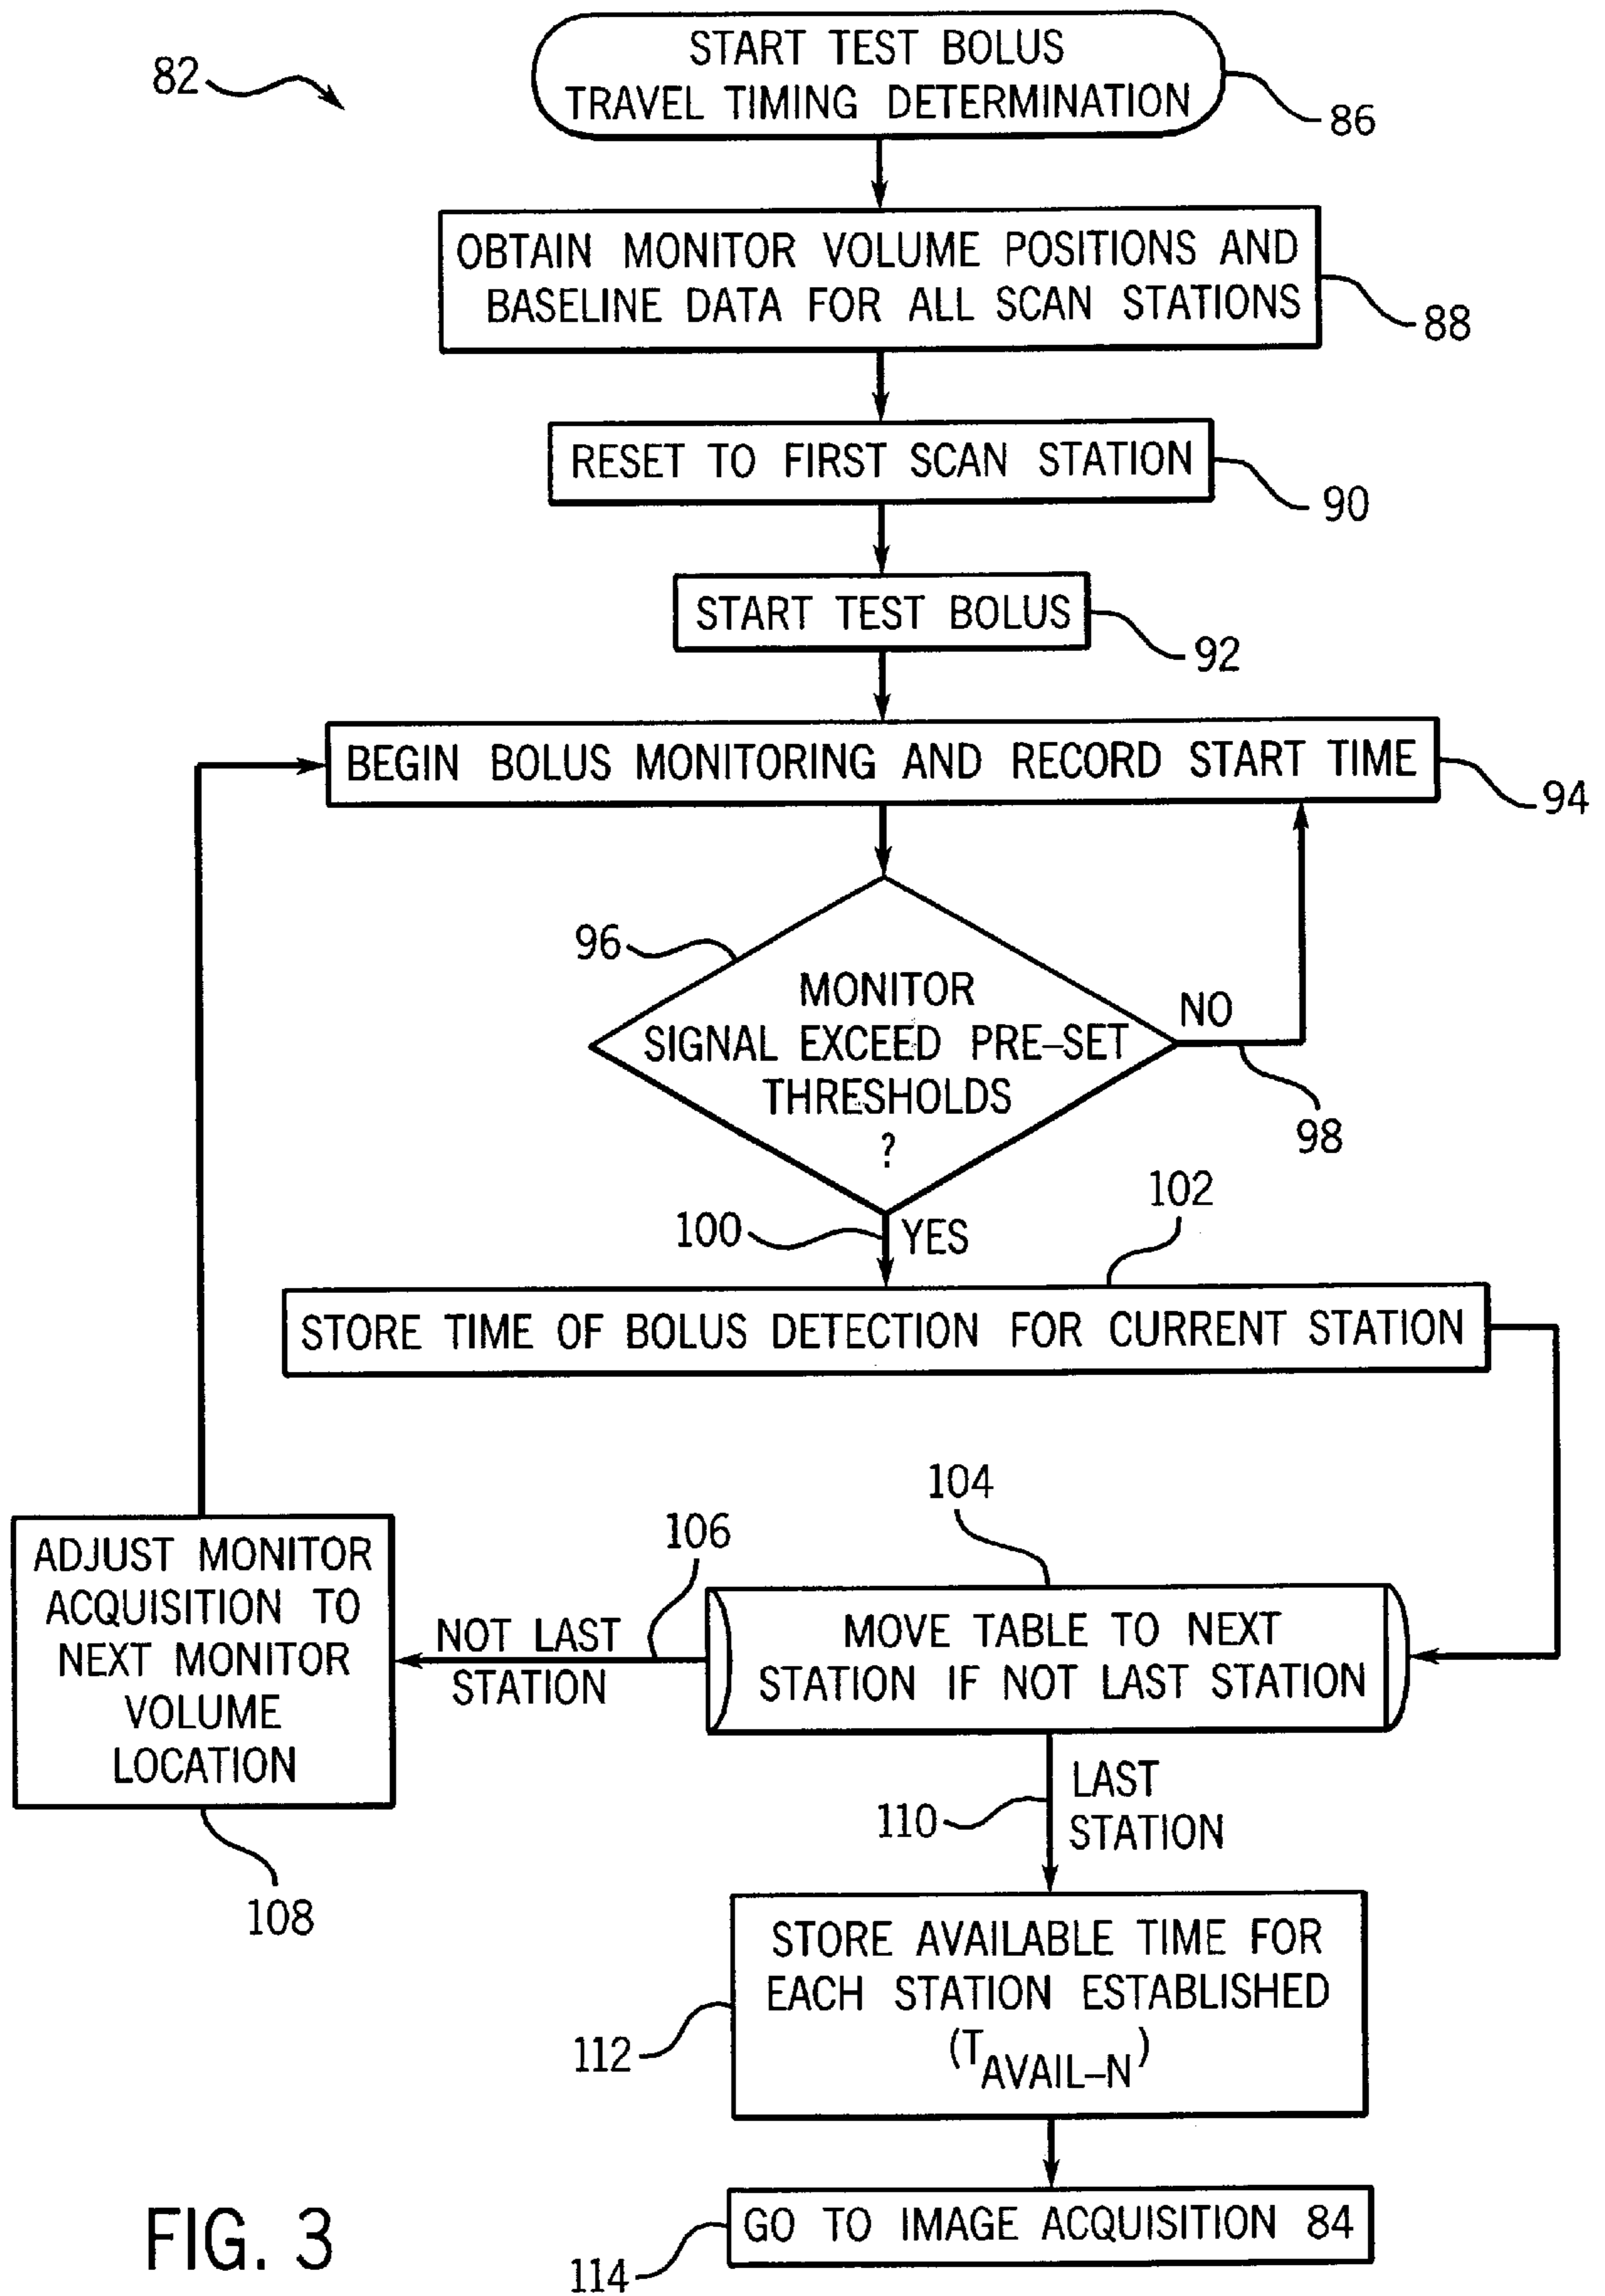 82
START TEST BOLUS
TRAVEL TIMING DETERMINATION
86
OBTAIN MONITOR VOLUME POSITIONS AND
BASELINE DATA FOR ALL SCAN STATIONS
88
RESET TO FIRST SCAN STATION
90
START TEST BOLUS
92
BEGIN BOLUS MONITORING AND RECORD START TIME
94
96
MONITOR
SIGNAL EXCEED PRE-SET
THRESHOLDS
?
NO
98
100
YES
102
STORE TIME OF BOLUS DETECTION FOR CURRENT STATION
104
MOVE TABLE TO NEXT
STATION IF NOT LAST STATION
106
NOT LAST
STATION
ADJUST MONITOR
ACQUISITION TO
NEXT MONITOR
VOLUME
LOCATION
108
110
LAST
STATION
STORE AVAILABLE TIME FOR
EACH STATION ESTABLISHED
(TAVAIL-N)
112
GO TO IMAGE ACQUISITION 84
114
FIG. 3